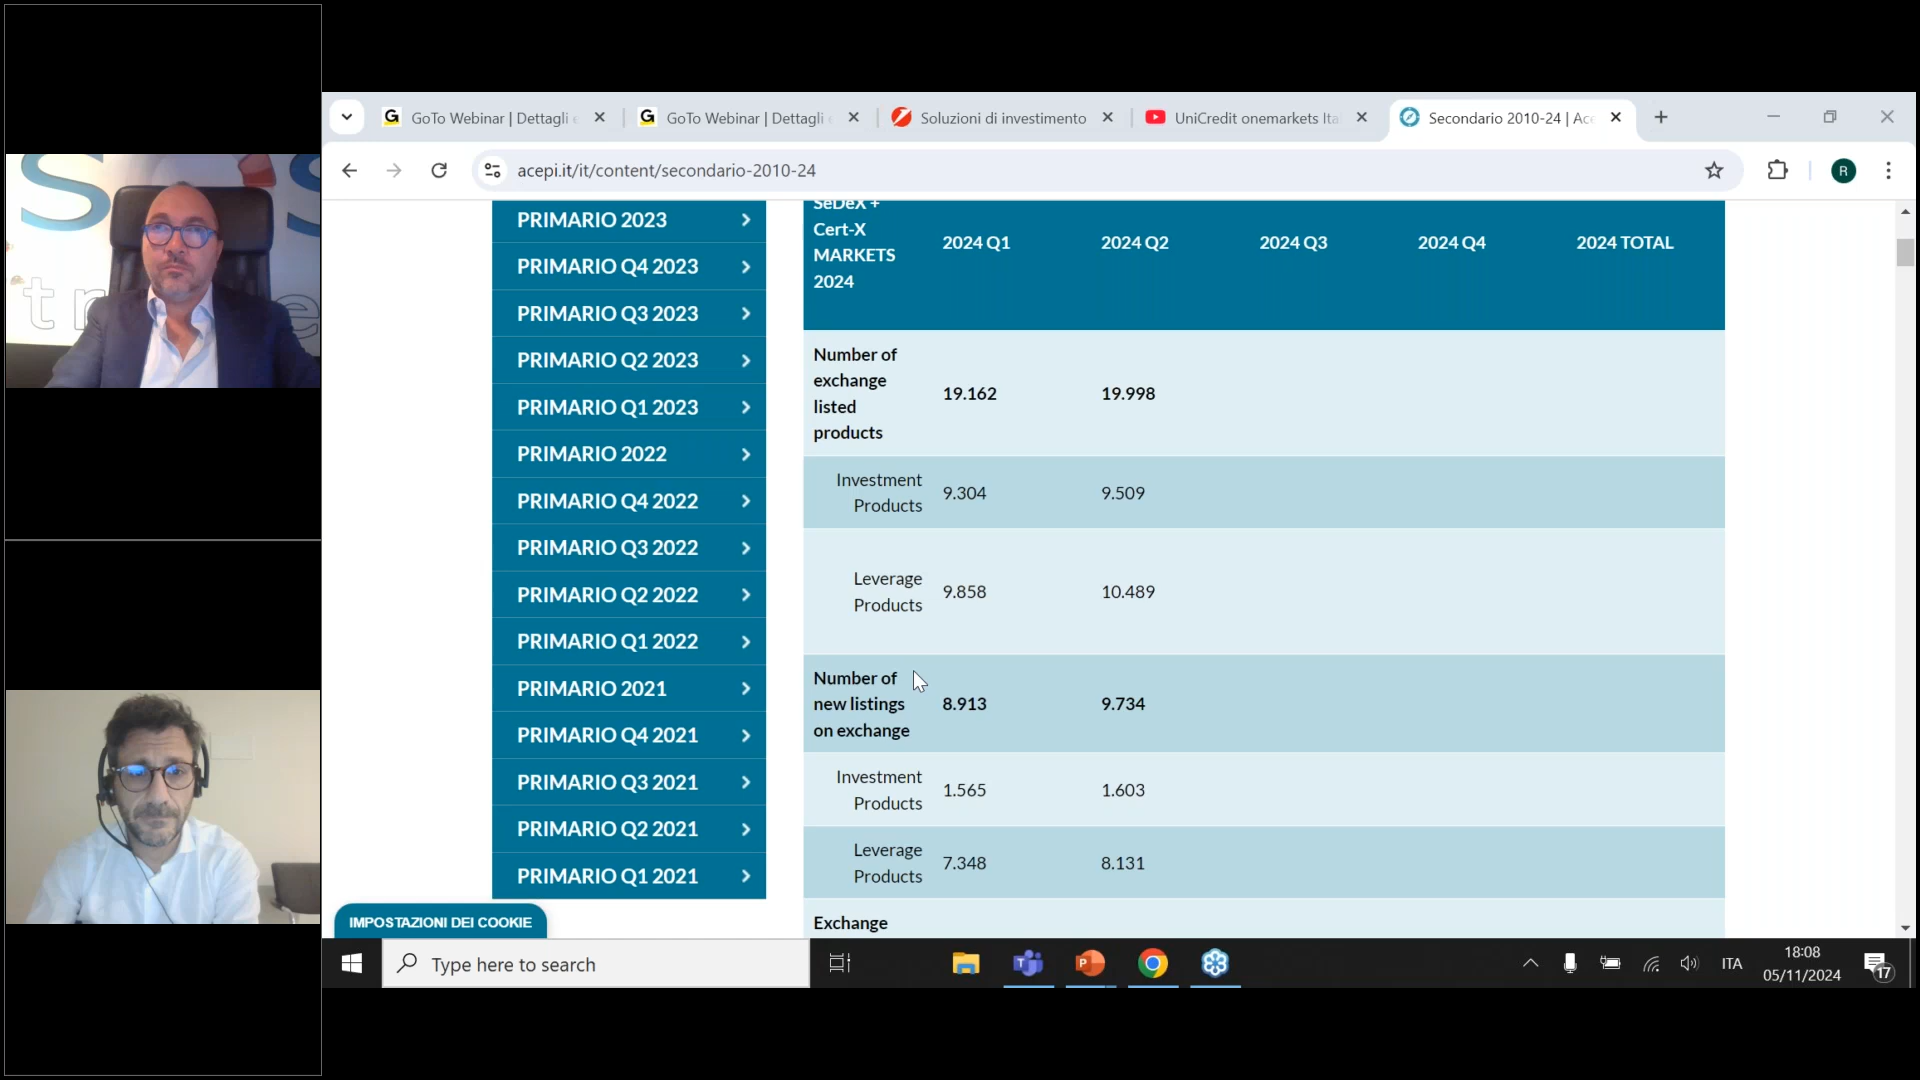 GoTo Webinar | Dettagli
GoTo Webinar | Dettagli
Soluzioni di investimento
UniCredit onemarkets Ita
Secondario 2010-24 | Ace
acepi.it/it/content/secondario-2010-24
R
PRIMARIO 2023
PRIMARIO Q4 2023
PRIMARIO Q3 2023
PRIMARIO Q2 2023
PRIMARIO Q1 2023
PRIMARIO 2022
PRIMARIO Q4 2022
PRIMARIO Q3 2022
PRIMARIO Q2 2022
PRIMARIO Q1 2022
PRIMARIO 2021
PRIMARIO Q4 2021
PRIMARIO Q3 2021
PRIMARIO Q2 2021
PRIMARIO Q1 2021
IMPOSTAZIONI DEI COOKIE
SeDeX +
Cert-X
MARKETS
2024
2024 Q1
2024 Q2
2024 Q3
2024 Q4
2024 TOTAL
Number of
exchange
listed
products
19.162
19.998
Investment
Products
9.304
9.509
Leverage
Products
9.858
10.489
Number of
new listings
on exchange
8.913
9.734
Investment
Products
1.565
1.603
Leverage
Products
7.348
8.131
Exchange
Type here to search
ITA
18:08
05/11/2024
17